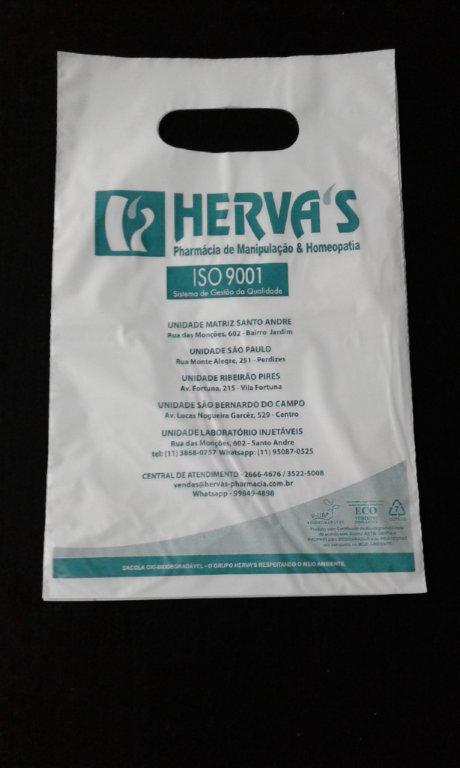 HERVA'S
Pharmácia de Manipulação & Homeopatia
ISO 9001
Sistema de Gestão da Qualidade
UNIDADE MATRIZ SANTO ANDRE
Rua das Monções, 602 - Bairro Jardim
UNIDADE SÃO PAULO
Rua Monte Alegre, 251 - Perdizes
UNIDADE RIBEIRÃO PIRES
Av. Fortuna, 215 - Vila Fortuna
UNIDADE SÃO BERNARDO DO CAMPO
Av. Lucas Nogueira Garcêz, 529 - Centro
UNIDADE LABORATÓRIO INJETÁVEIS
Rua das Monções, 602 - Santo Andre
tel: (11) 3868-0757 Whatsapp: (11) 95087-0525
CENTRAL DE ATENDIMENTO - 2666-4676 / 3522-5008
vendas@hervas-pharmacia.com.br
Whatsapp - 99849-4898
ECO
7
SACOLA OXI-BIODEGRADÁVEL - O GRUPO HERVA'S RESPEITANDO O MEIO AMBIENTE.